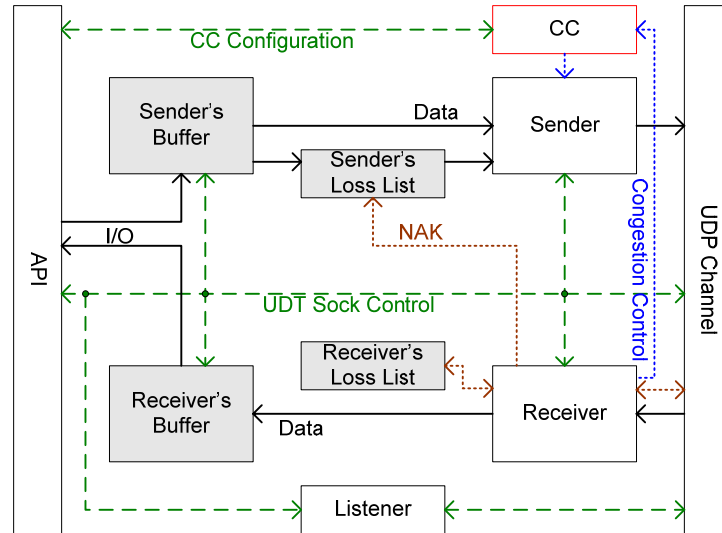 CC
CC Configuration
Sender's
Buffer
Data
Sender
Sender's
Loss List
I/O
NAK
API
UDT Sock Control
Congestion Control
UDP Channel
Receiver's
Loss List
Receiver's
Buffer
Data
Receiver
Listener